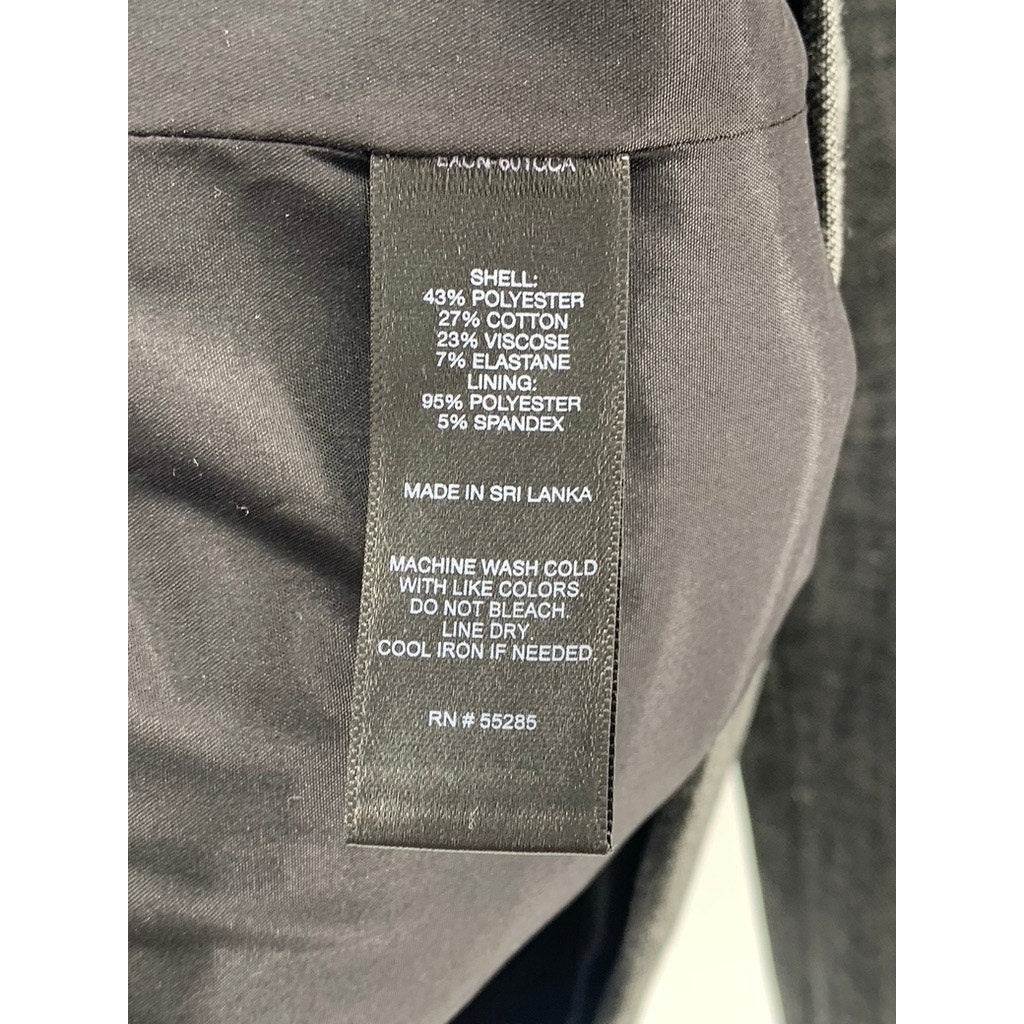 SHELL:
43% POLYESTER
27% COTTON
23% VISCOSE
7% ELASTANE
LINING:
95% POLYESTER
5% SPANDEX
MADE IN SRI LANKA
MACHINE WASH COLD
WITH LIKE COLORS.
DO NOT BLEACH.
LINE DRY.
COOL IRON IF NEEDED.
RN # 55285